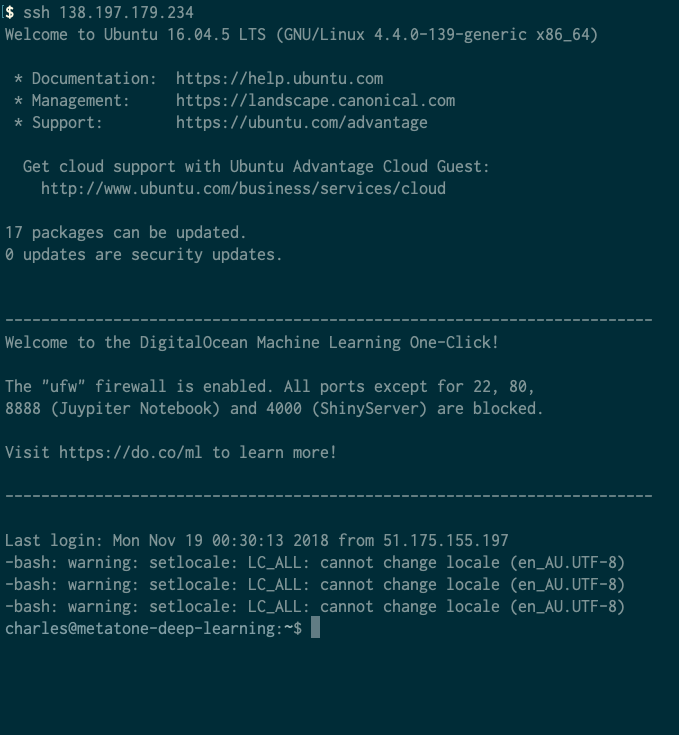 $ ssh 138.197.179.234
Welcome to Ubuntu 16.04.5 LTS (GNU/Linux 4.4.0-139-generic x86_64)
* Documentation:  https://help.ubuntu.com
* Management:     https://landscape.canonical.com
* Support:        https://ubuntu.com/advantage
Get cloud support with Ubuntu Advantage Cloud Guest:
http://www.ubuntu.com/business/services/cloud
17 packages can be updated.
0 updates are security updates.
------------------------------------------------------------------------
Welcome to the DigitalOcean Machine Learning One-Click!
The "ufw" firewall is enabled. All ports except for 22, 80,
8888 (Juypiter Notebook) and 4000 (ShinyServer) are blocked.
Visit https://do.co/ml to learn more!
------------------------------------------------------------------------
Last login: Mon Nov 19 00:30:13 2018 from 51.175.155.197
-bash: warning: setlocale: LC_ALL: cannot change locale (en_AU.UTF-8)
-bash: warning: setlocale: LC_ALL: cannot change locale (en_AU.UTF-8)
-bash: warning: setlocale: LC_ALL: cannot change locale (en_AU.UTF-8)
charles@metatone-deep-learning:~$